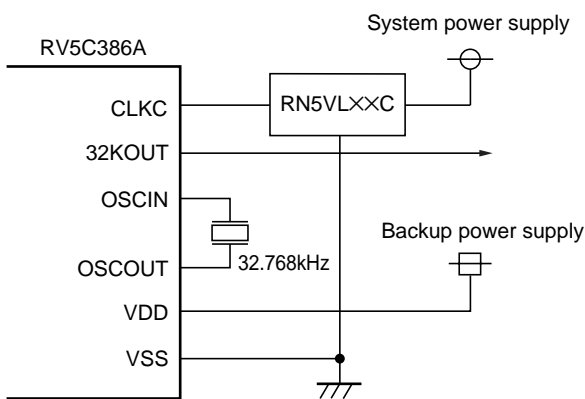 System power supply
RV5C386A
CLKC
RN5VL××C
32KOUT
OSCIN
Backup power supply
OSCOUT
32.768kHz
VDD
VSS